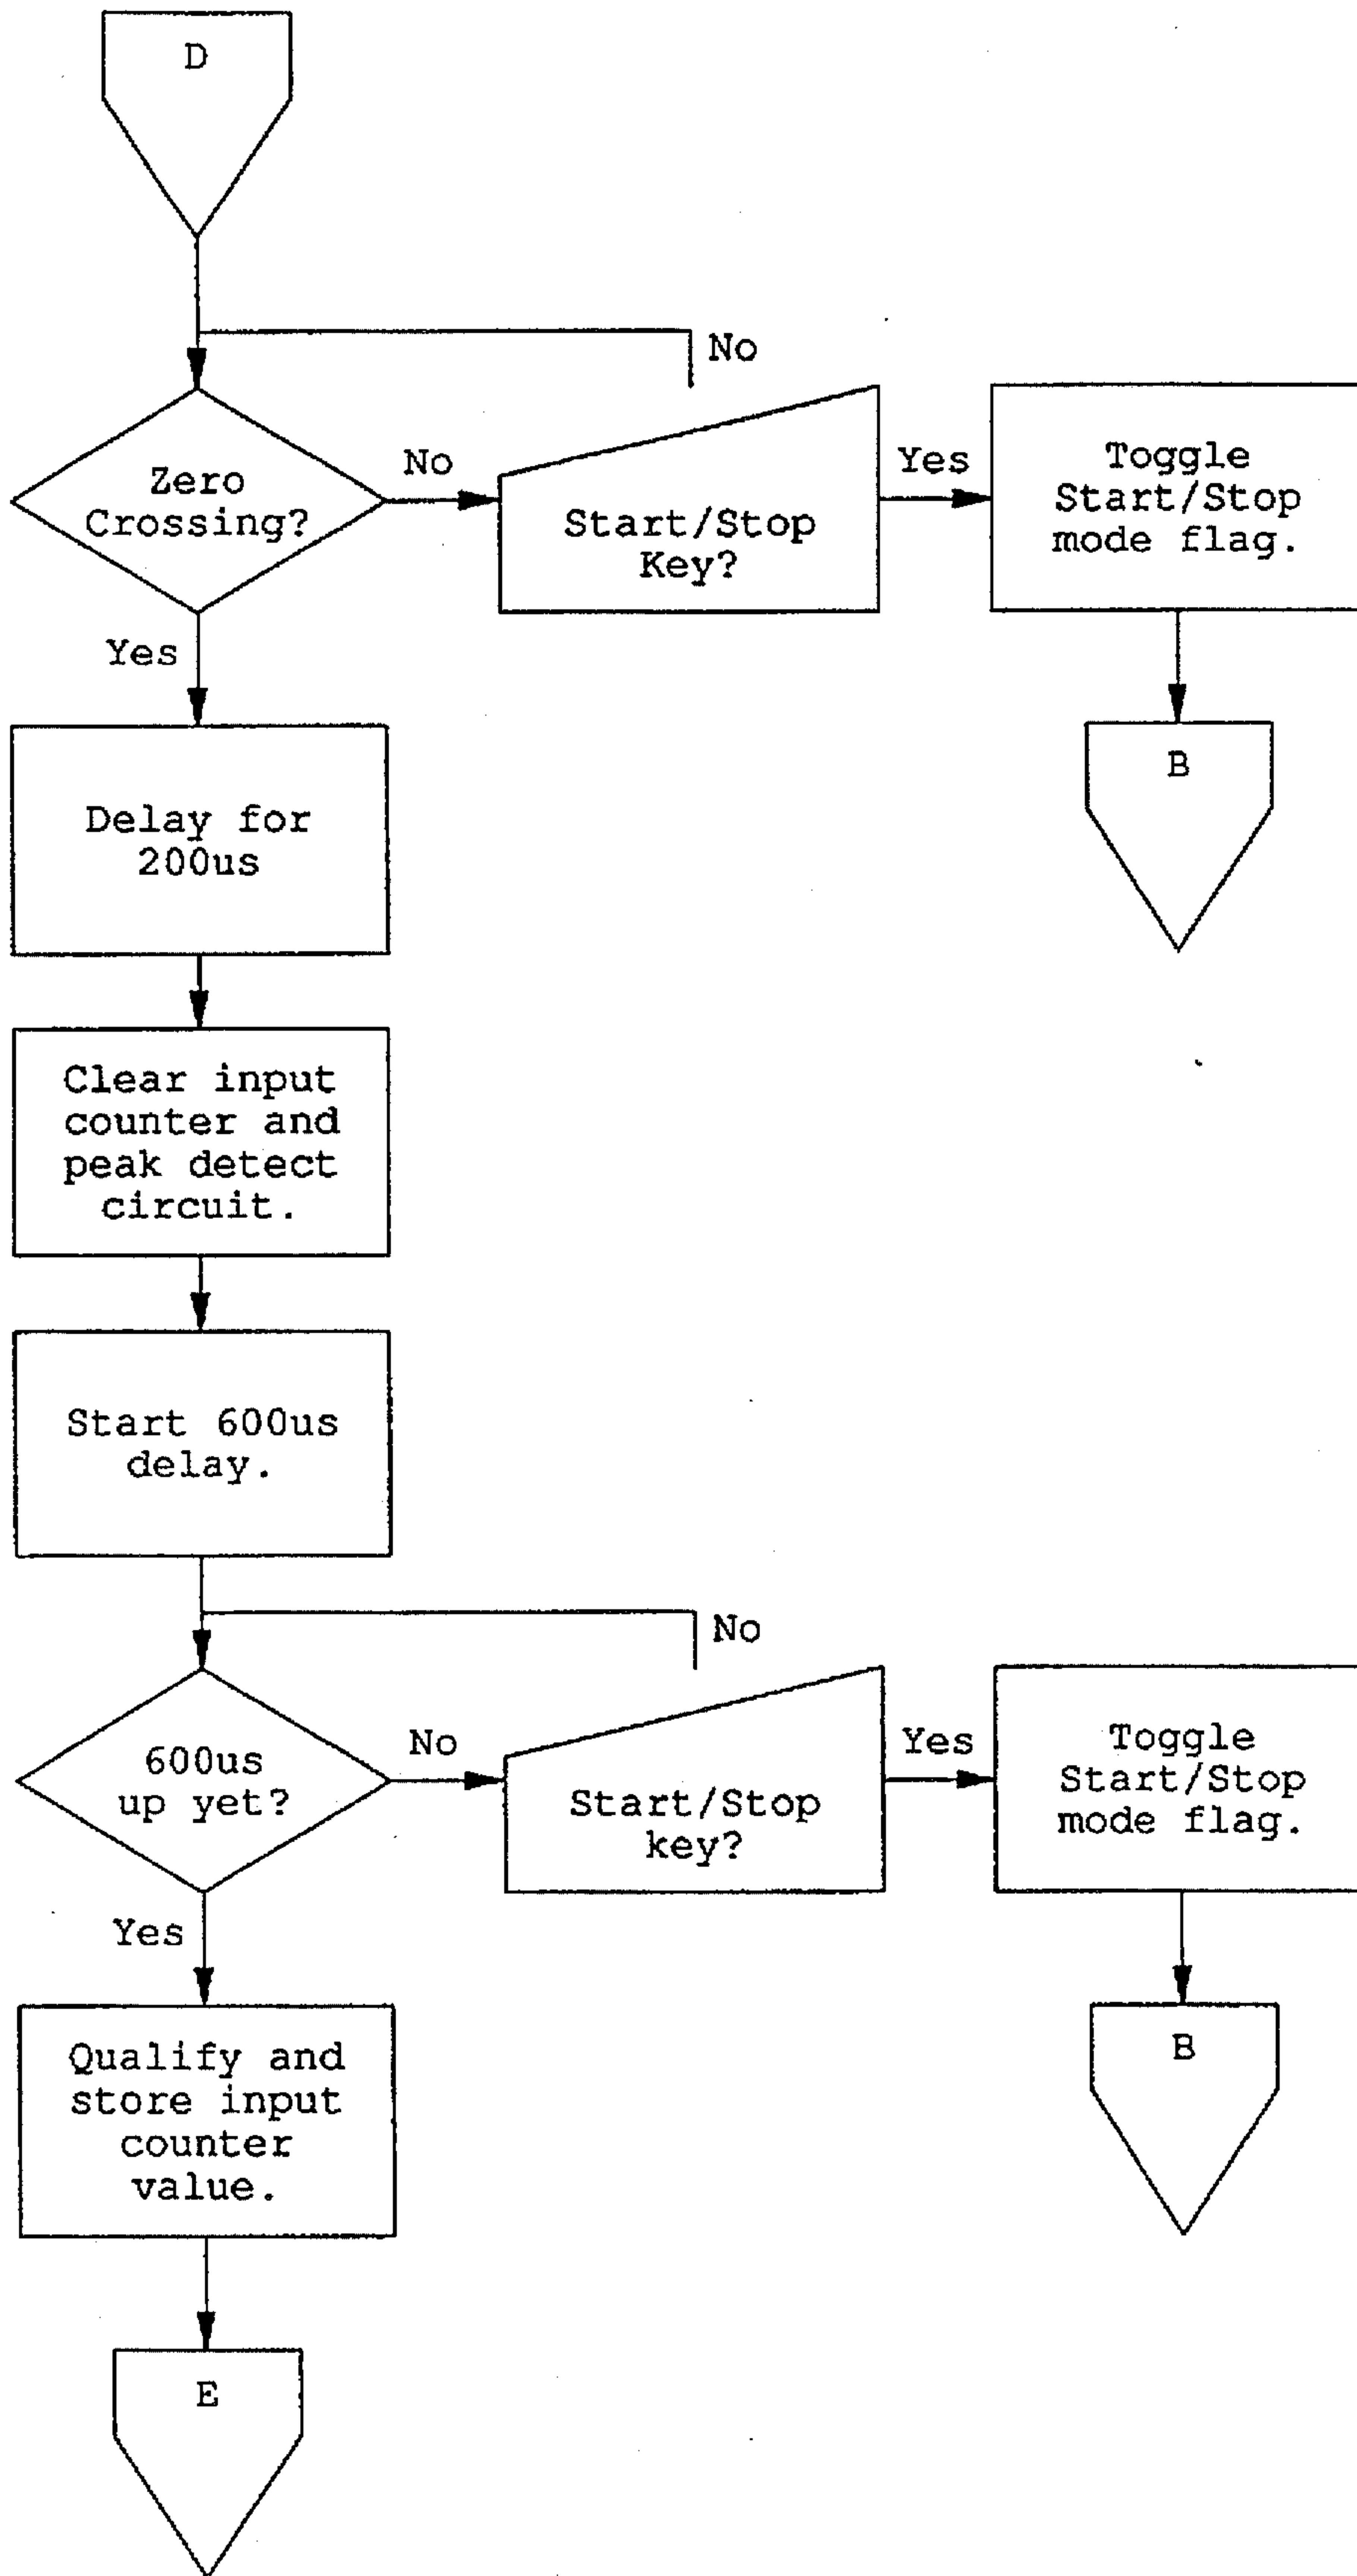 D
No
Zero
Crossing?
No
Start/Stop
Key?
Yes
Toggle
Start/Stop
mode flag.
Yes
B
Delay for
200us
Clear input
counter and
peak detect
circuit.
Start 600us
delay.
No
600us
up yet?
No
Start/Stop
key?
Yes
Toggle
Start/Stop
mode flag.
Yes
B
Qualify and
store input
counter
value.
E